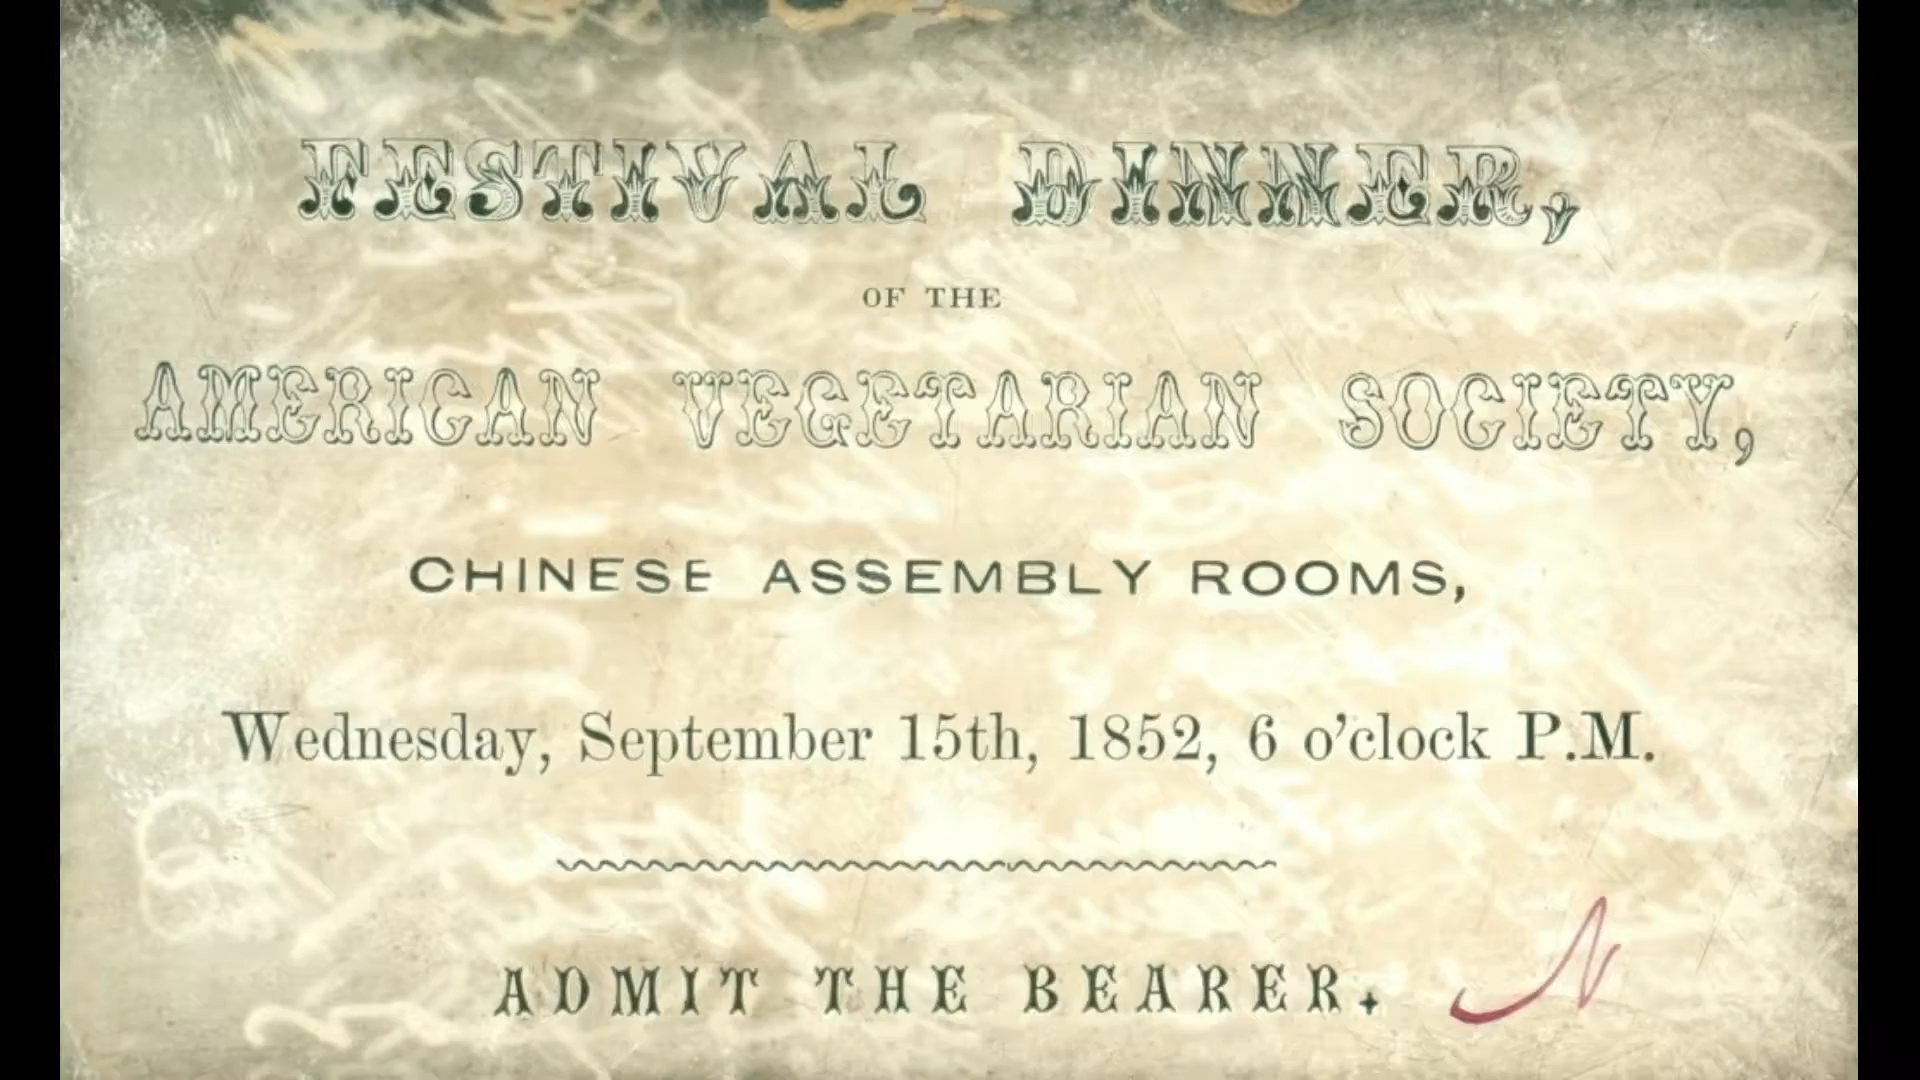 FESTIVAL DINNER,
OF THE
AMERICAN VEGETARIAN SOCIETY,
CHINESE ASSEMBLY ROOMS,
Wednesday, September 15th, 1852, 6 o'clock P.M.
ADMIT THE BEARER.